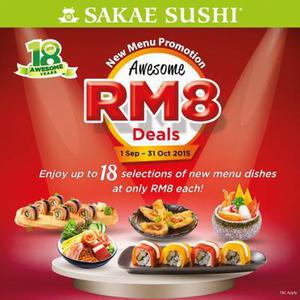 SAKAE SUSHI®
18
AWESOME
YEARS
New Menu Promotion
Awesome
RM8
Deals
1 Sep – 31 Oct 2015
Enjoy up to 18 selections of new menu dishes
at only RM8 each!
T&C Apply